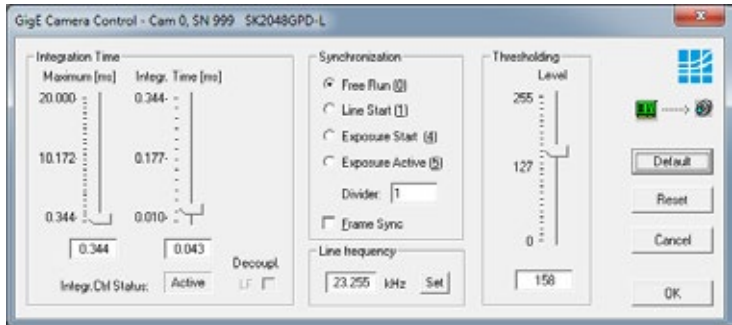 GigE Camera Control - Cam 0, SN 999 SK2048GPD-L
Integration Time
Maximum [ms] Integr. Time [ms]
20.000- 0.344-
10.172- 0.177-
0.344- 0.010-
0.344 0.043
Decoupl.
Integr.Ctrl Status: Active LF
Synchronization
Free Run (0)
Line Start (1)
Exposure Start (4)
Exposure Active (5)
Divider: 1
Frame Sync
Line frequency
23.255 kHz Set
Thresholding
Level
255
127
0
158
Default
Reset
Cancel
OK